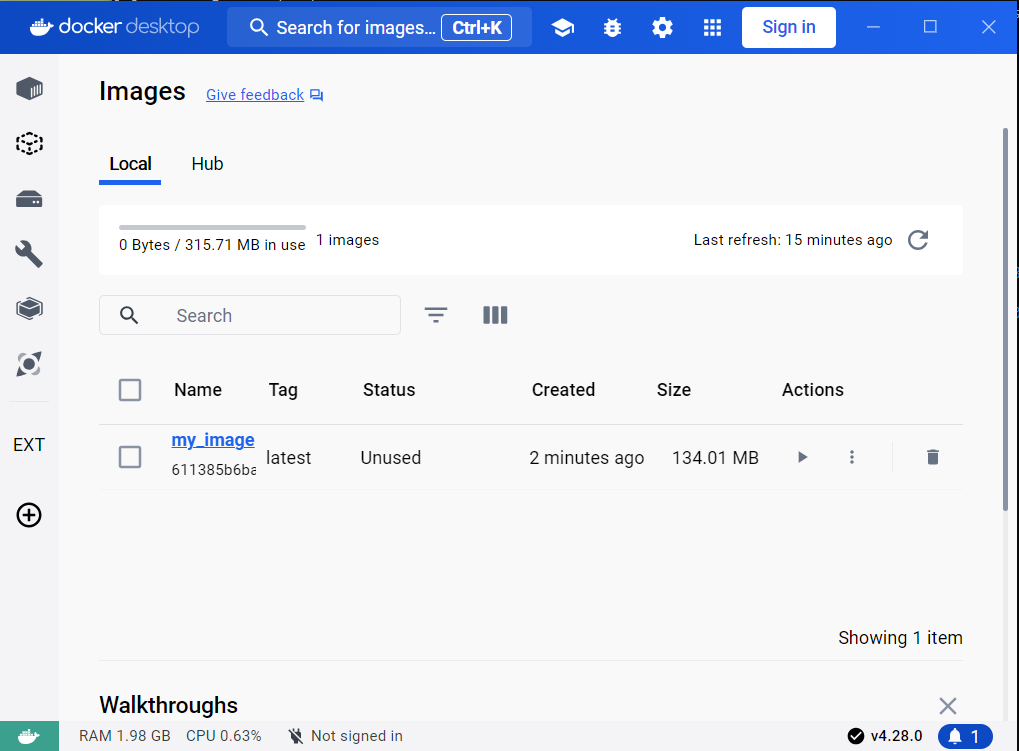 docker desktop Search for images... Ctrl+K Sign in
Images Give feedback
Local Hub
0 Bytes / 315.71 MB in use 1 images Last refresh: 15 minutes ago
Search
Name Tag Status Created Size Actions
my_image
611385b6ba latest Unused 2 minutes ago 134.01 MB
EXT
Showing 1 item
Walkthroughs
RAM 1.98 GB CPU 0.63% Not signed in v4.28.0 1